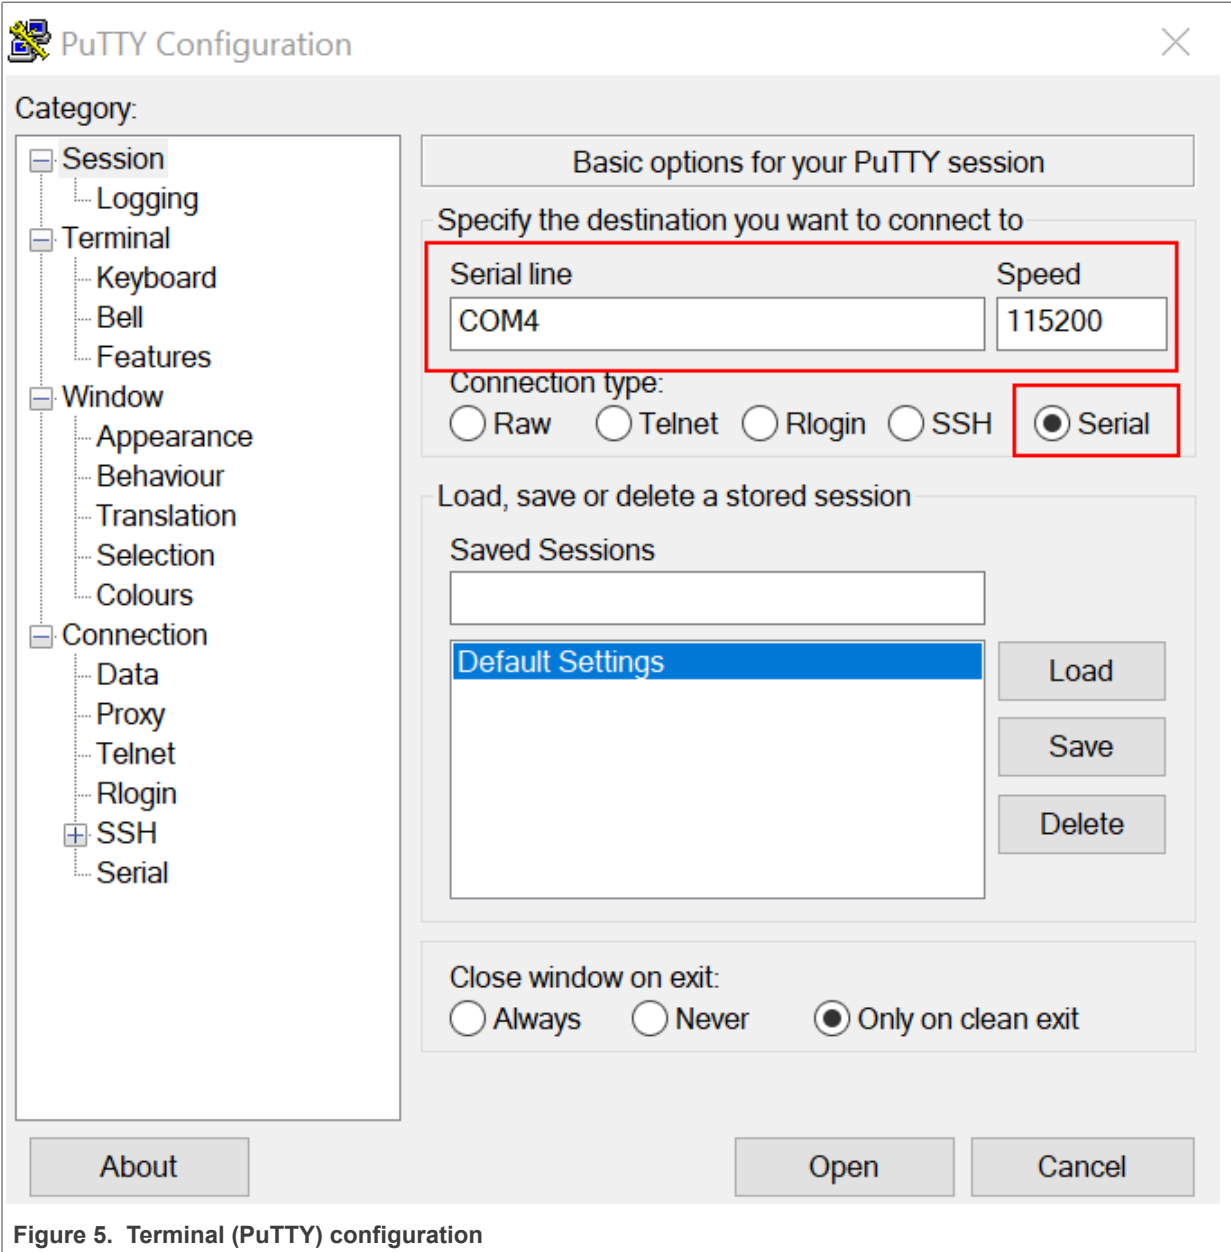 PuTTY Configuration
Category:
Session
Logging
Terminal
Keyboard
Bell
Features
Window
Appearance
Behaviour
Translation
Selection
Colours
Connection
Data
Proxy
Telnet
Rlogin
SSH
Serial
Basic options for your PuTTY session
Specify the destination you want to connect to
Serial line Speed
COM4 115200
Connection type:
Raw Telnet Rlogin SSH Serial
Load, save or delete a stored session
Saved Sessions
Default Settings
Load
Save
Delete
Close window on exit:
Always Never Only on clean exit
About Open Cancel
Figure 5. Terminal (PuTTY) configuration